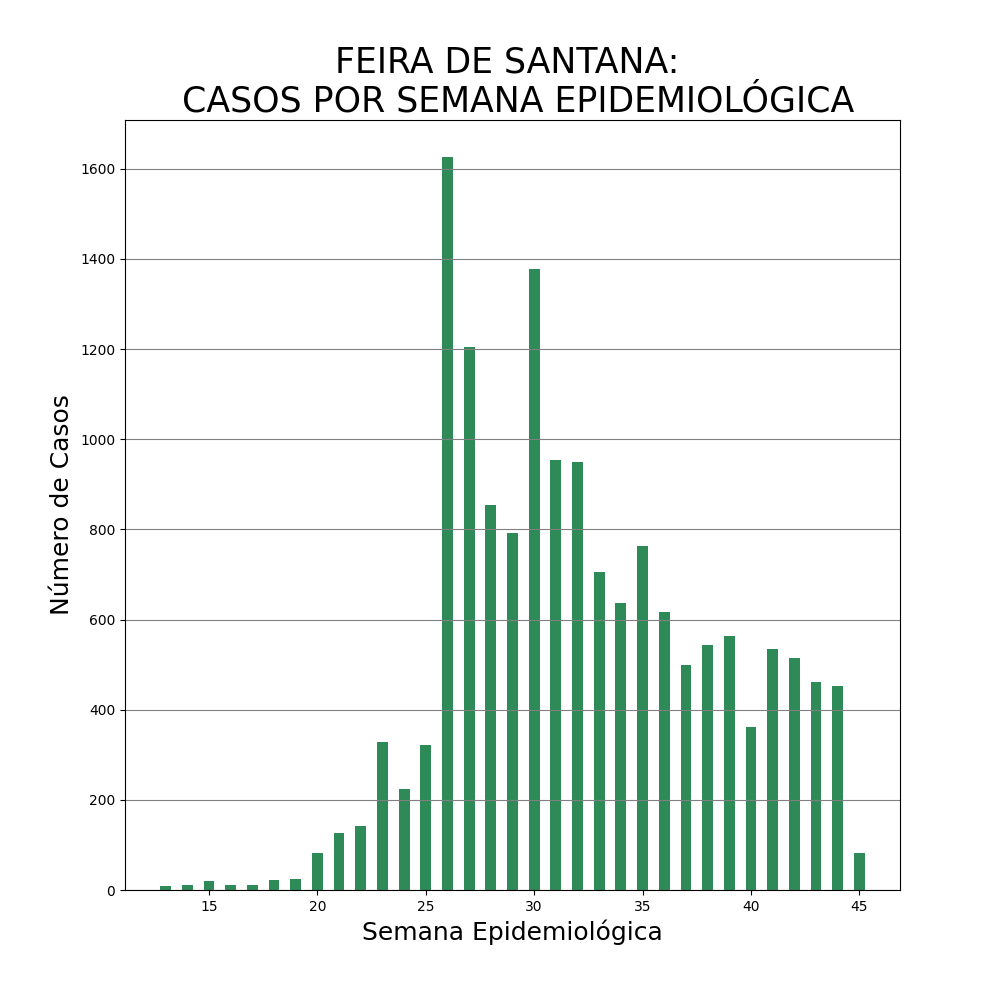 FEIRA DE SANTANA:
CASOS POR SEMANA EPIDEMIOLÓGICA
1600
1400
1200
1000
800
600
400
200
0
Número de Casos
15 20 25 30 35 40 45
Semana Epidemiológica